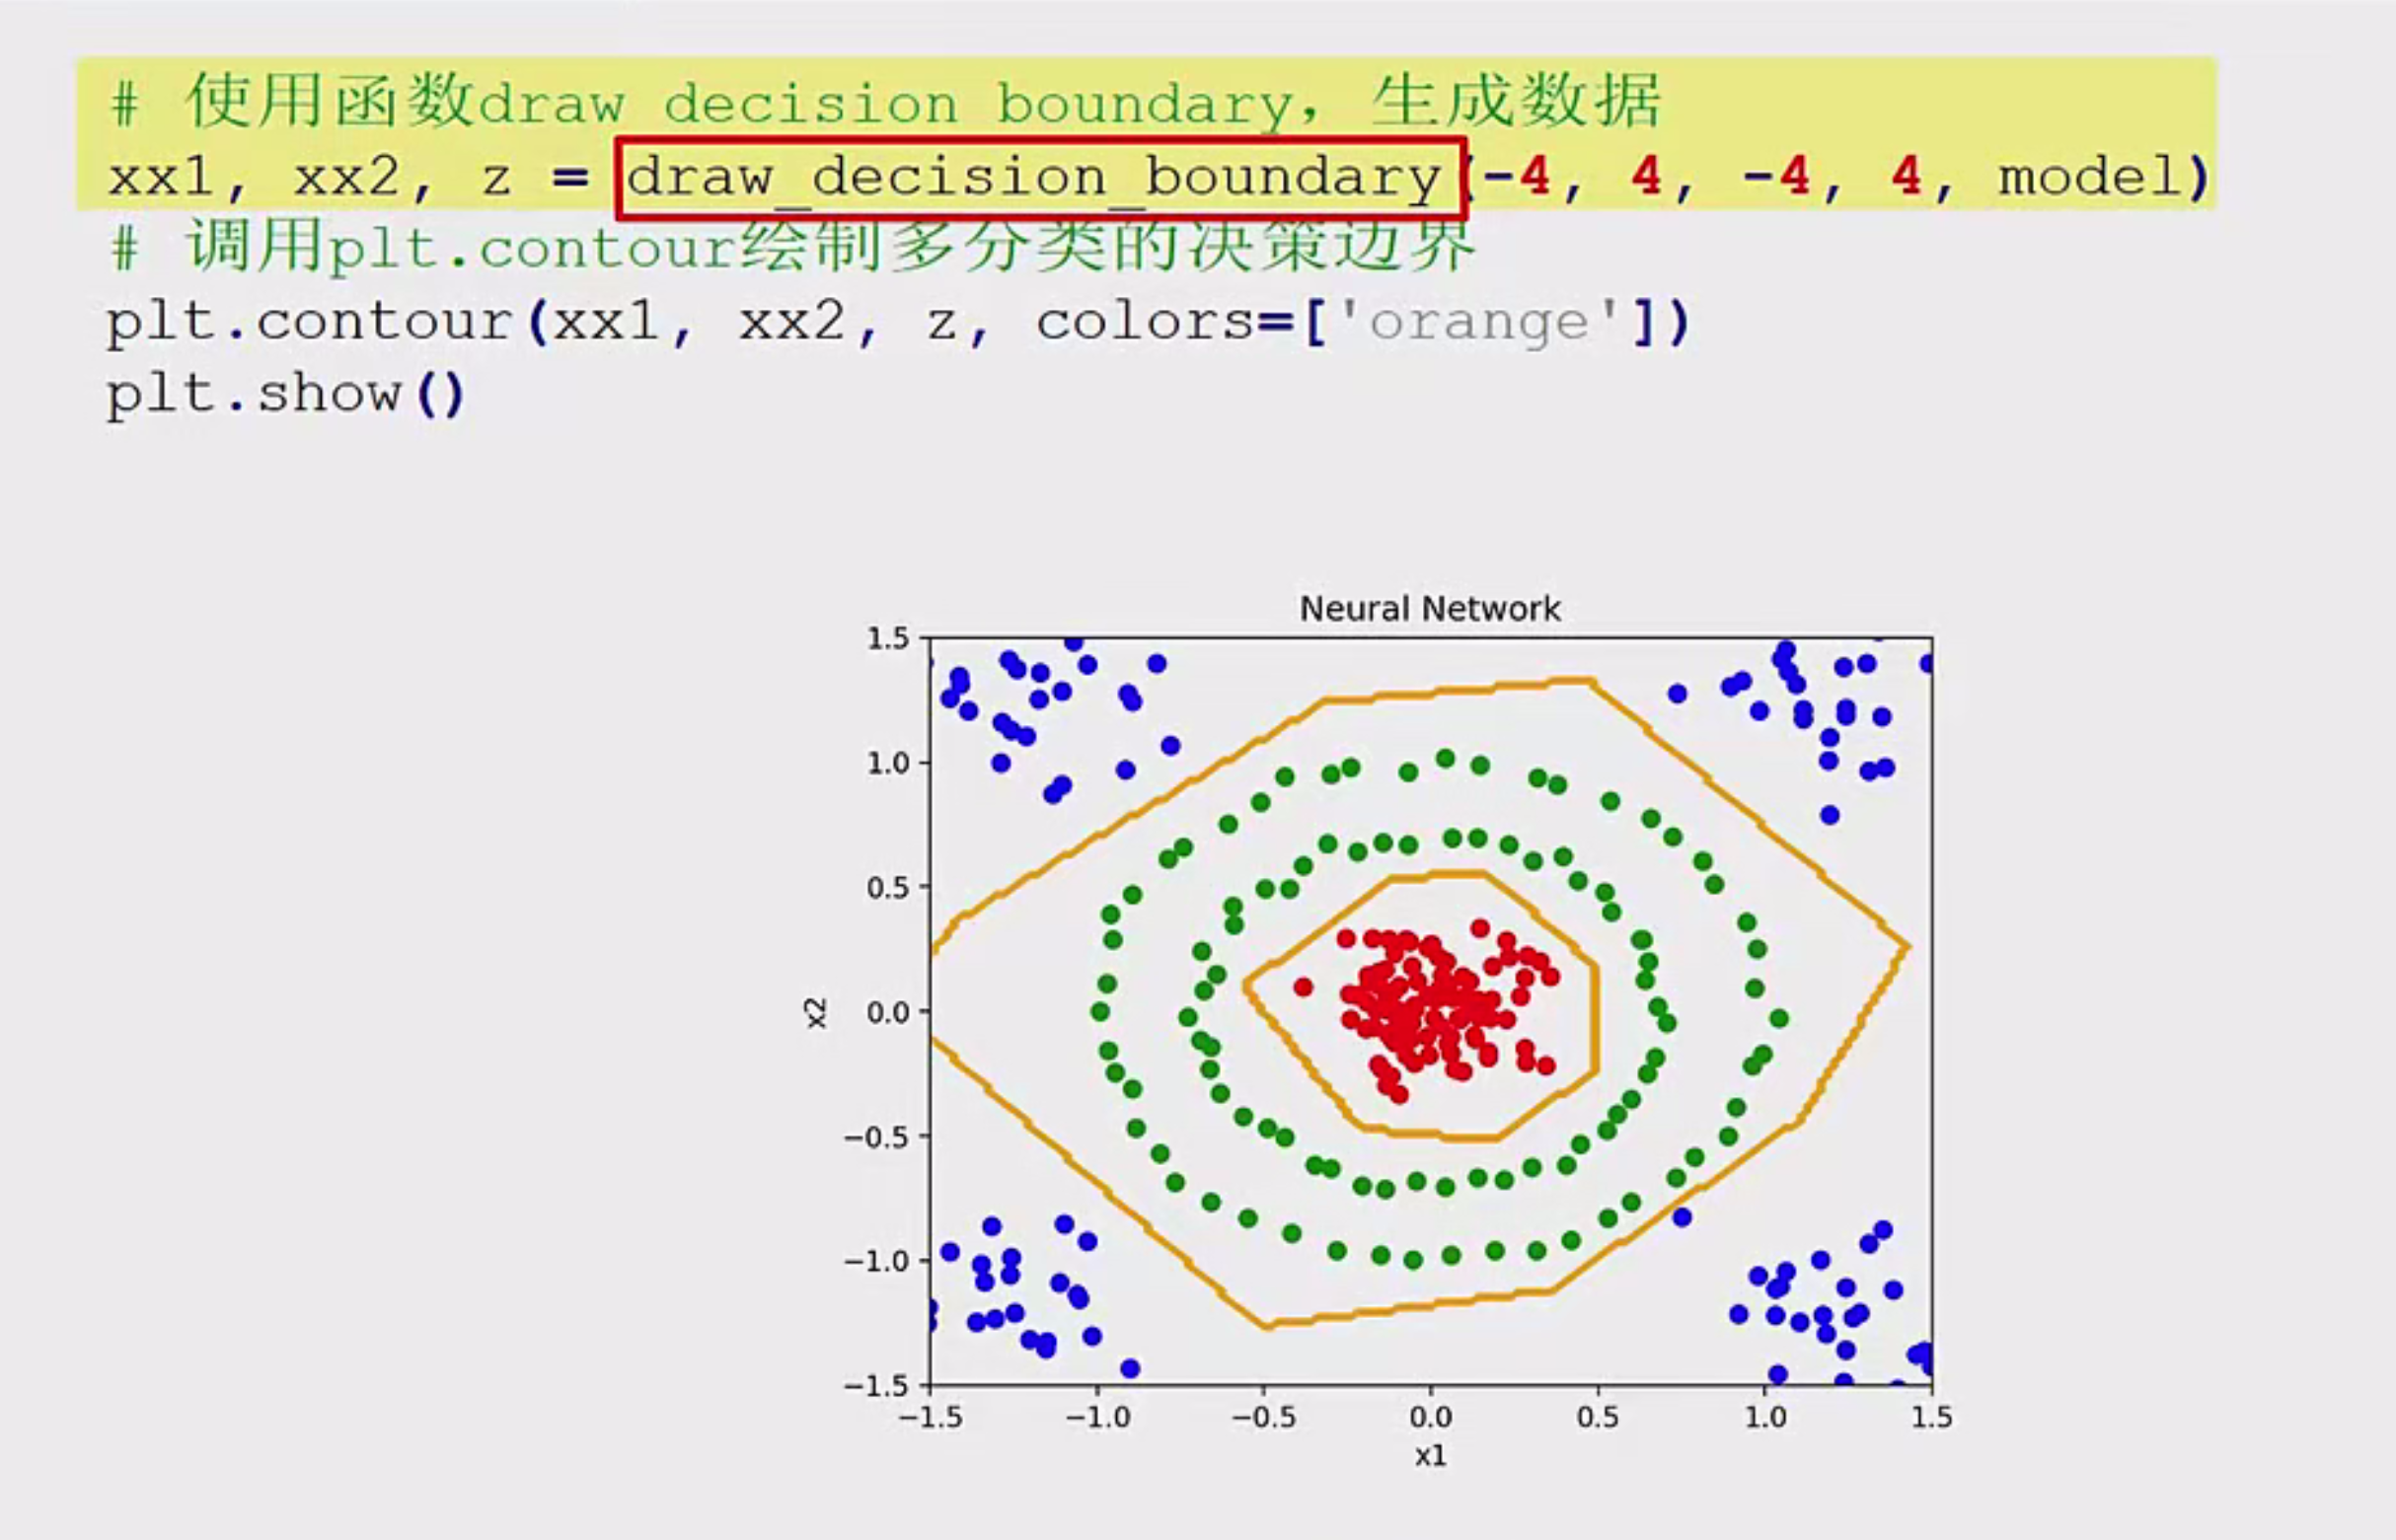 # 使用函数draw decision boundary，生成数据
xx1, xx2, z = draw_decision_boundary(-4, 4, -4, 4, model)
# 调用plt.contour绘制多分类的决策边界
plt.contour(xx1, xx2, z, colors=['orange'])
plt.show()
Neural Network
1.5
1.0
0.5
0.0
−0.5
−1.0
−1.5
x2
−1.5 −1.0 −0.5 0.0 0.5 1.0 1.5
x1